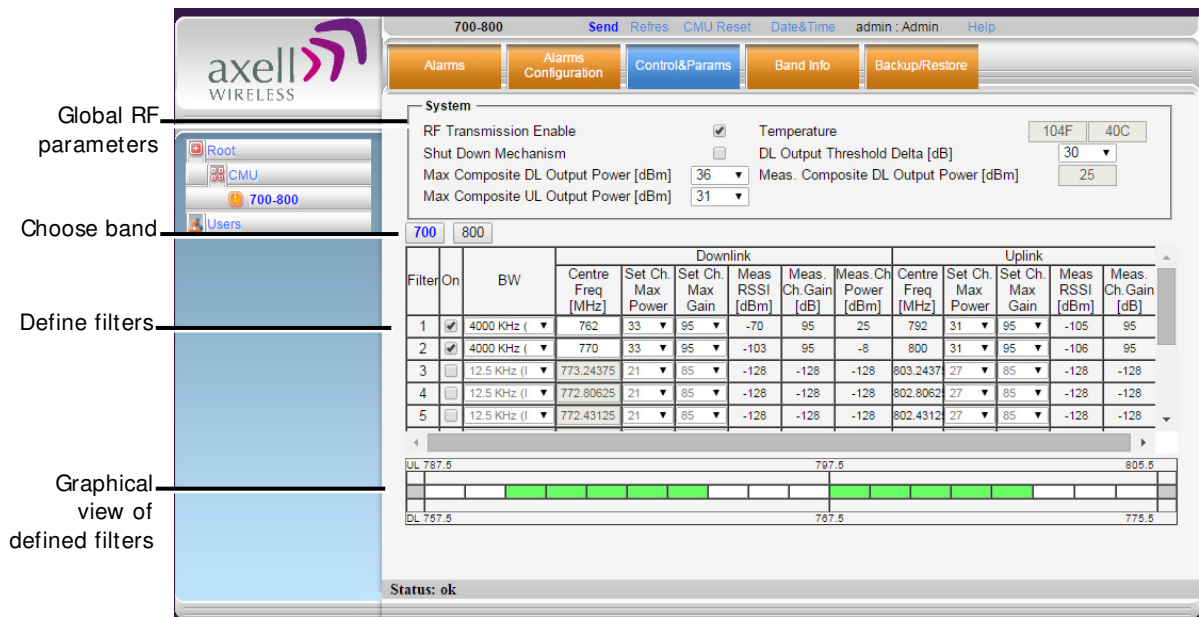 700-800 Send Refres CMU Reset Date&Time admin : Admin Help
axell
WIRELESS
Alarms
Alarms Configuration
Control&Params
Band Info
Backup/Restore
Global RF parameters
Root
CMU
700-800
Users
System
RF Transmission Enable Temperature 104F 40C
Shut Down Mechanism DL Output Threshold Delta [dB] 30
Max Composite DL Output Power [dBm] 36 Meas. Composite DL Output Power [dBm] 25
Max Composite UL Output Power [dBm] 31
Choose band
700 800
Downlink Uplink
Filter On BW Centre Freq [MHz] Set Ch. Max Power Set Ch. Max Gain Meas RSSI [dBm] Meas. Ch.Gain [dB] Meas.Ch Power [dBm] Centre Freq [MHz] Set Ch. Max Power Set Ch. Max Gain Meas RSSI [dBm] Meas. Ch.Gain [dB]
Define filters
1 4000 KHz ( 762 33 95 -70 95 25 792 31 95 -105 95
2 4000 KHz ( 770 33 95 -103 95 -8 800 31 95 -106 95
3 12.5 KHz (I 773.24375 21 85 -128 -128 -128 803.2437 27 85 -128 -128
4 12.5 KHz (I 772.80625 21 85 -128 -128 -128 802.8062 27 85 -128 -128
5 12.5 KHz (I 772.43125 21 85 -128 -128 -128 802.4312 27 85 -128 -128
Graphical view of defined filters
UL 787.5 797.5 805.5
DL 757.5 767.5 775.5
Status: ok